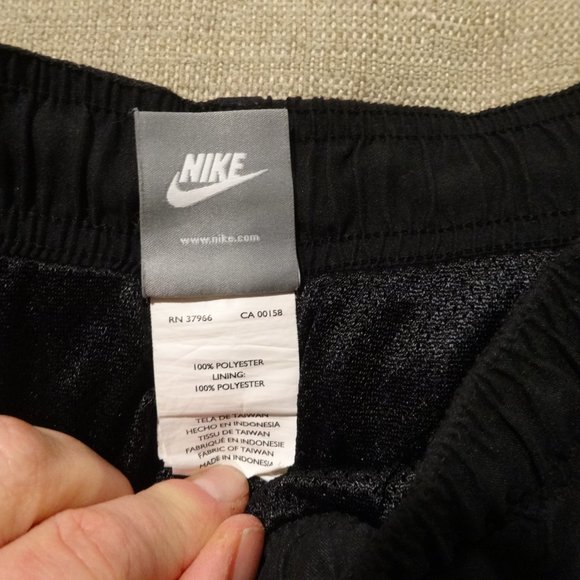 NIKE
www.nike.com
RN 37966 CA 00158
100% POLYESTER
LINING:
100% POLYESTER
TELA DE TAIWAN
HECHO EN INDONESIA
TISSU DE TAIWAN
FABRIQUÉ EN INDONESIE
FABRIC OF TAIWAN
MADE IN INDONESIA